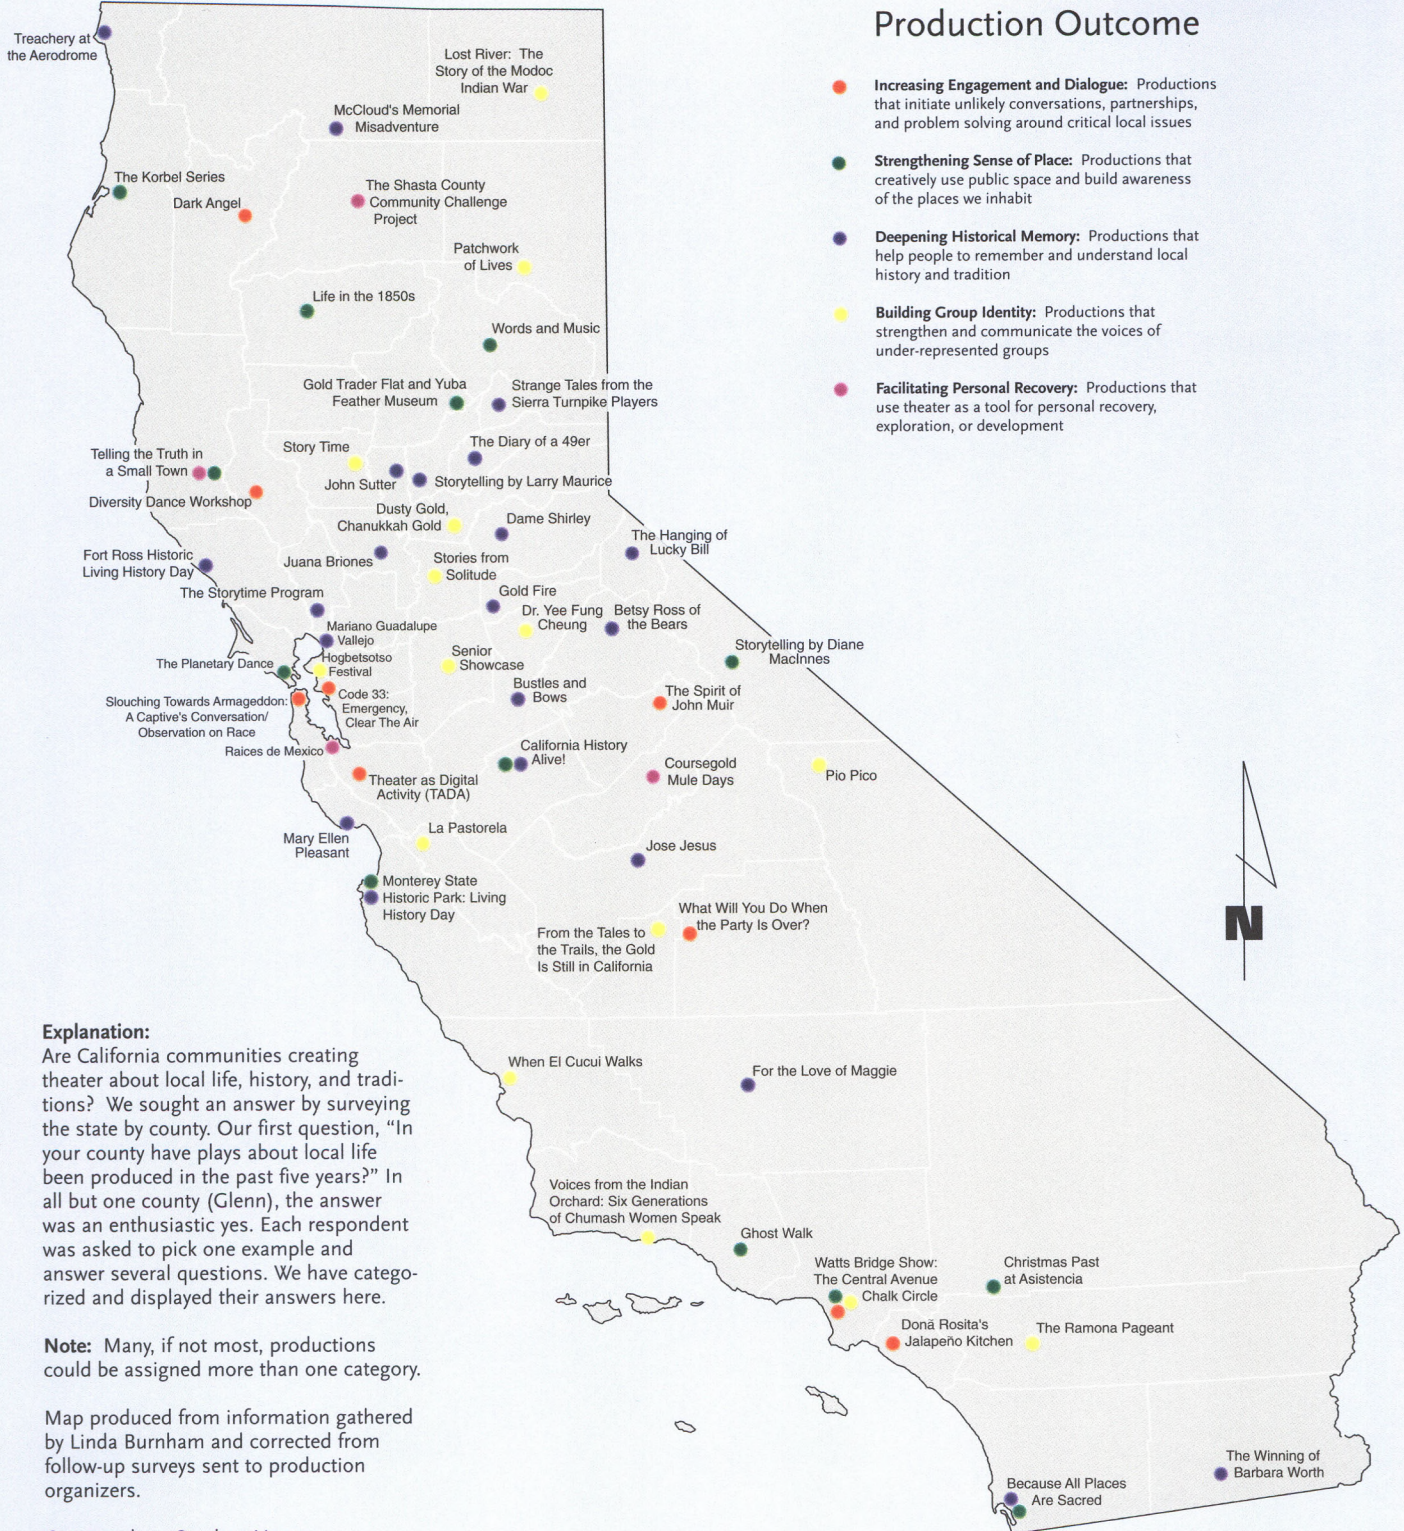 Production Outcome
Increasing Engagement and Dialogue: Productions
that initiate unlikely conversations, partnerships,
and problem solving around critical local issues
Strengthening Sense of Place: Productions that
creatively use public space and build awareness
of the places we inhabit
Deepening Historical Memory: Productions that
help people to remember and understand local
history and tradition
Building Group Identity: Productions that
strengthen and communicate the voices of
under-represented groups
Facilitating Personal Recovery: Productions that
use theater as a tool for personal recovery,
exploration, or development
Treachery at
the Aerodrome
Lost River: The
Story of the Modoc
Indian War
McCloud's Memorial
Misadventure
The Korbel Series
Dark Angel
The Shasta County
Community Challenge
Project
Patchwork
of Lives
Life in the 1850s
Words and Music
Gold Trader Flat and Yuba
Feather Museum
Strange Tales from the
Sierra Turnpike Players
Story Time
The Diary of a 49er
Telling the Truth in
a Small Town
John Sutter
Storytelling by Larry Maurice
Diversity Dance Workshop
Dusty Gold,
Chanukkah Gold
Dame Shirley
The Hanging of
Lucky Bill
Fort Ross Historic
Living History Day
Juana Briones
Stories from
Solitude
The Storytime Program
Gold Fire
Dr. Yee Fung
Cheung
Betsy Ross of
the Bears
Mariano Guadalupe
Vallejo
Storytelling by Diane
MacInnes
The Planetary Dance
Hogbetsotso
Festival
Senior
Showcase
Slouching Towards Armageddon:
A Captive's Conversation/
Observation on Race
Code 33:
Emergency,
Clear The Air
Bustles and
Bows
The Spirit of
John Muir
Raices de Mexico
California History
Alive!
Coursegold
Mule Days
Pio Pico
Theater as Digital
Activity (TADA)
Mary Ellen
Pleasant
La Pastorela
Jose Jesus
Monterey State
Historic Park: Living
History Day
What Will You Do When
the Party Is Over?
From the Tales to
the Trails, the Gold
Is Still in California
N
When El Cucui Walks
For the Love of Maggie
Voices from the Indian
Orchard: Six Generations
of Chumash Women Speak
Ghost Walk
Watts Bridge Show:
The Central Avenue
Chalk Circle
Christmas Past
at Asistencia
Donă Rosita's
Jalapeño Kitchen
The Ramona Pageant
The Winning of
Barbara Worth
Because All Places
Are Sacred
Explanation:
Are California communities creating
theater about local life, history, and tradi-
tions? We sought an answer by surveying
the state by county. Our first question, “In
your county have plays about local life
been produced in the past five years?” In
all but one county (Glenn), the answer
was an enthusiastic yes. Each respondent
was asked to pick one example and
answer several questions. We have catego-
rized and displayed their answers here.
Note: Many, if not most, productions
could be assigned more than one category.
Map produced from information gathered
by Linda Burnham and corrected from
follow-up surveys sent to production
organizers.